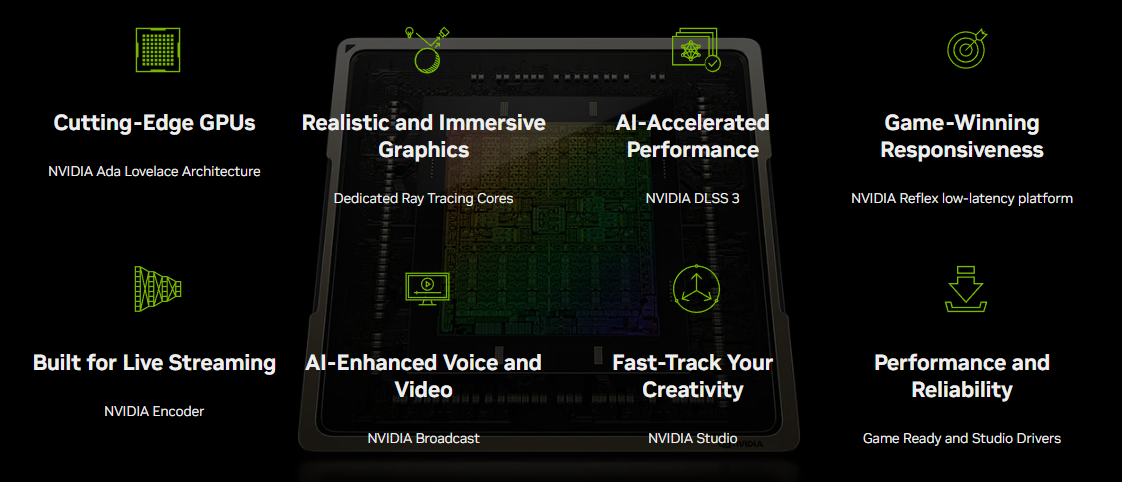 Cutting-Edge GPUs
NVIDIA Ada Lovelace Architecture
Realistic and Immersive
Graphics
Dedicated Ray Tracing Cores
AI-Accelerated
Performance
NVIDIA DLSS 3
Game-Winning
Responsiveness
NVIDIA Reflex low-latency platform
Built for Live Streaming
NVIDIA Encoder
AI-Enhanced Voice and
Video
NVIDIA Broadcast
Fast-Track Your
Creativity
NVIDIA Studio
Performance and
Reliability
Game Ready and Studio Drivers
NVIDIA